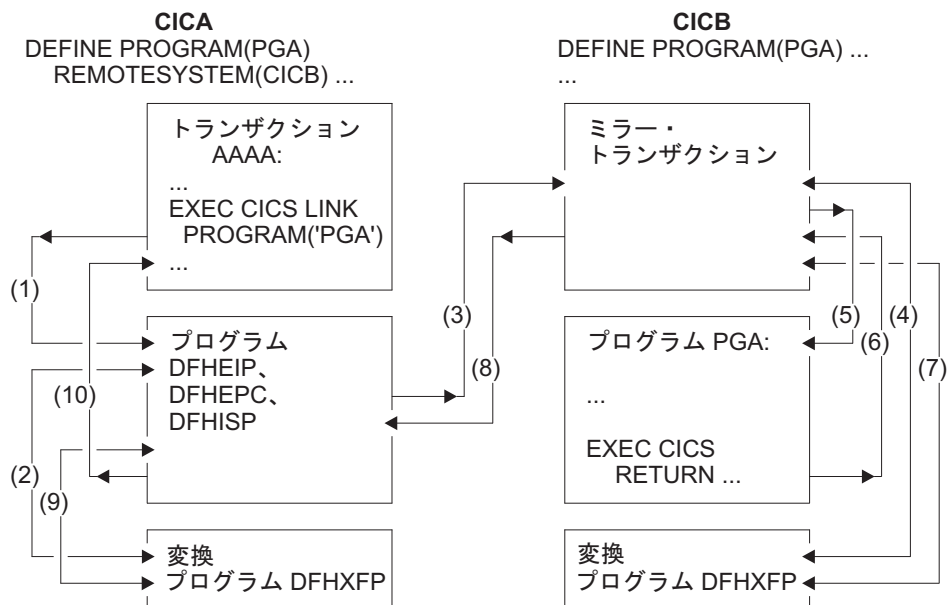 CICA
DEFINE PROGRAM(PGA)
REMOTESYSTEM(CICB) ...
トランザクション
AAAA:
...
EXEC CICS LINK
PROGRAM('PGA')
...
(1)
プログラム
DFHEIP、
DFHEPC、
DFHISP
(10)
(2)
(9)
変換
プログラム DFHXFP
(3)
(8)
CICB
DEFINE PROGRAM(PGA) ...
...
ミラー・
トランザクション
(5)
(4)
(6)
(7)
プログラム PGA:
...
EXEC CICS
RETURN ...
変換
プログラム DFHXFP